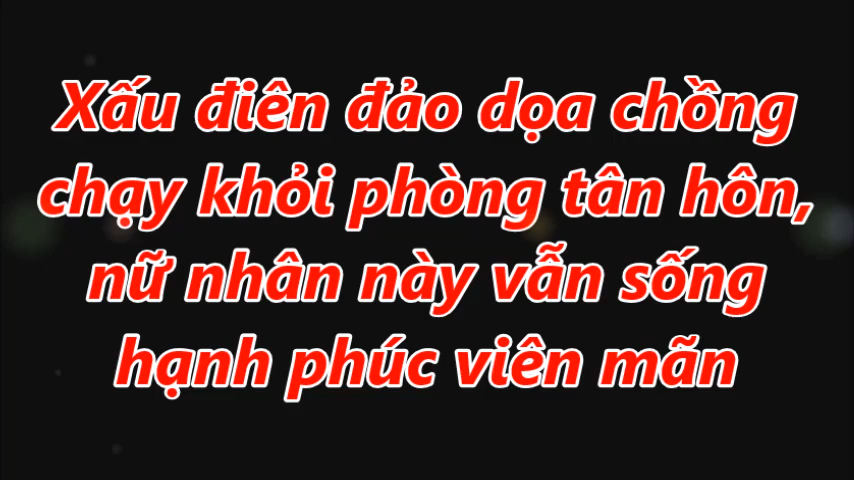 Xấu điên đảo dọa chồng
chạy khỏi phòng tân hôn,
nữ nhân này vẫn sống
hạnh phúc viên mãn